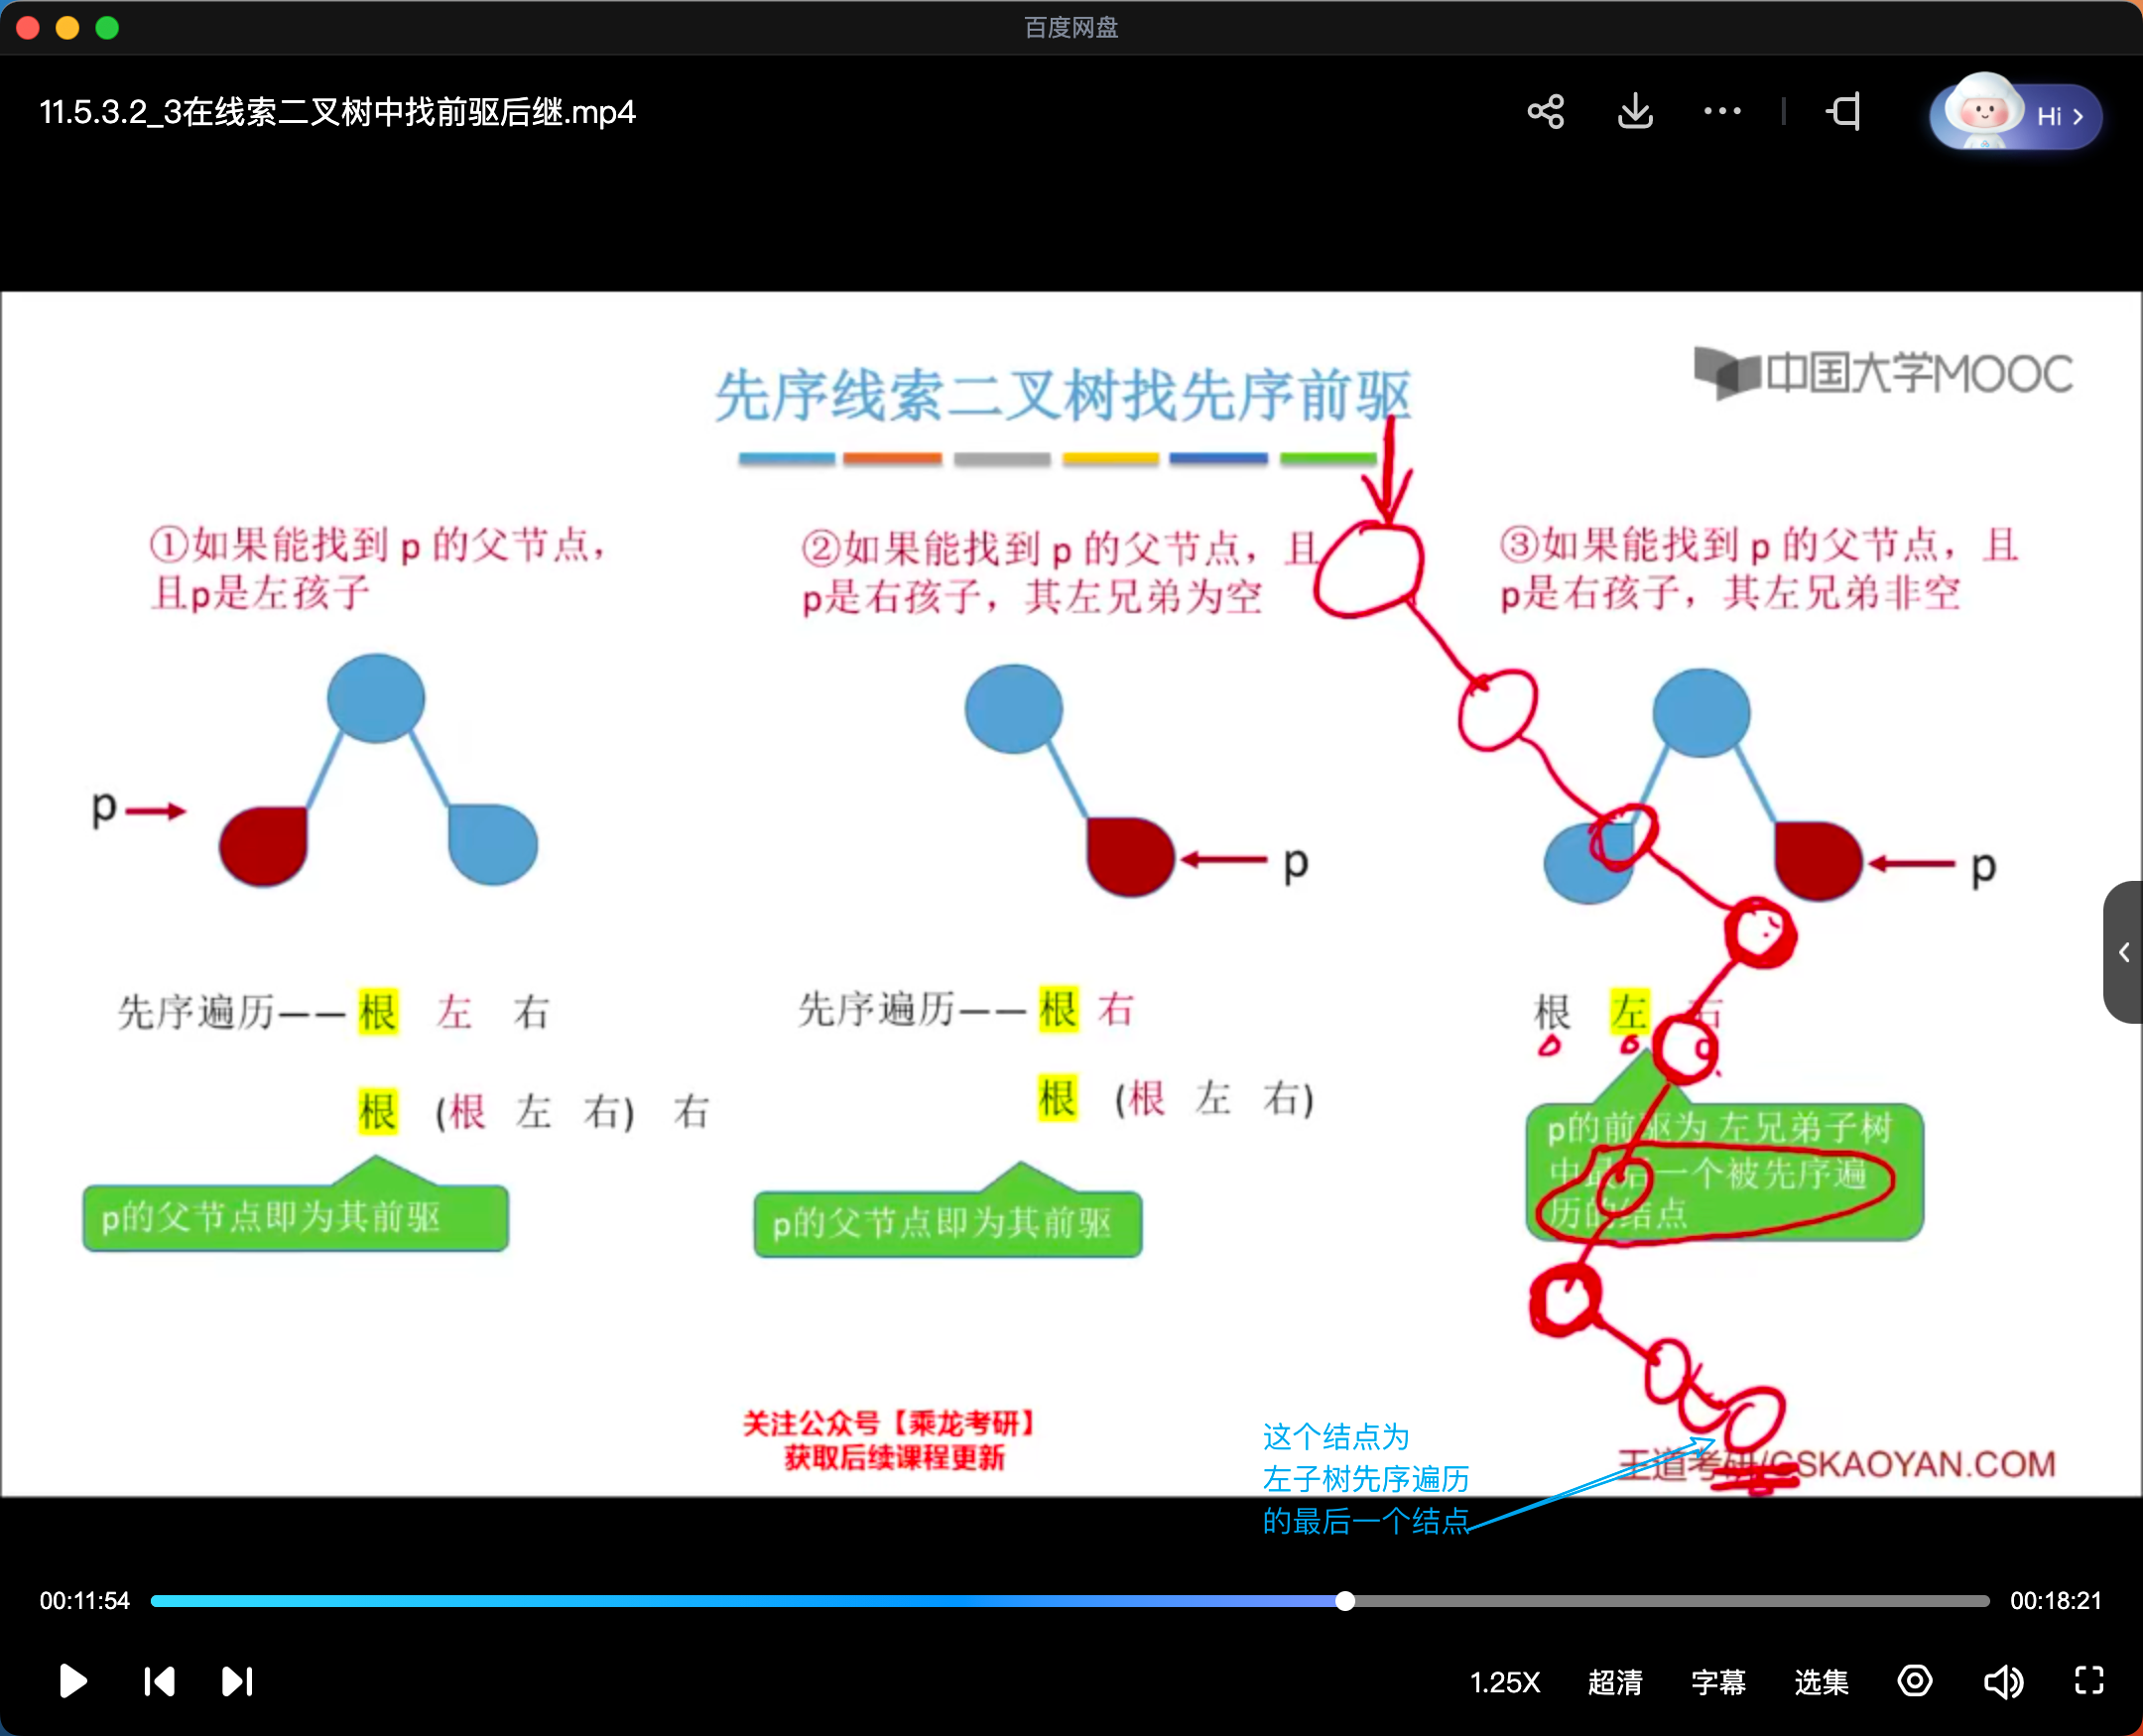 百度网盘
11.5.3.2_3在线索二叉树中找前驱后继.mp4
Hi
中国大学MOOC
先序线索二叉树找先序前驱
①如果能找到 p 的父节点，
且p是左孩子
p
先序遍历—— 根 左 右
根 (根 左 右) 右
p的父节点即为其前驱
②如果能找到 p 的父节点，且
p是右孩子，其左兄弟为空
p
先序遍历—— 根 右
根 (根 左 右)
p的父节点即为其前驱
③如果能找到 p 的父节点，且
p是右孩子，其左兄弟非空
p
根 左 右
p的前驱为 左兄弟子树
中最后一个被先序遍
历的结点
关注公众号【乘龙考研】
获取后续课程更新
这个结点为
左子树先序遍历
的最后一个结点
王道考研/CSKAOYAN.COM
00:11:54
00:18:21
1.25X 超清 字幕 选集